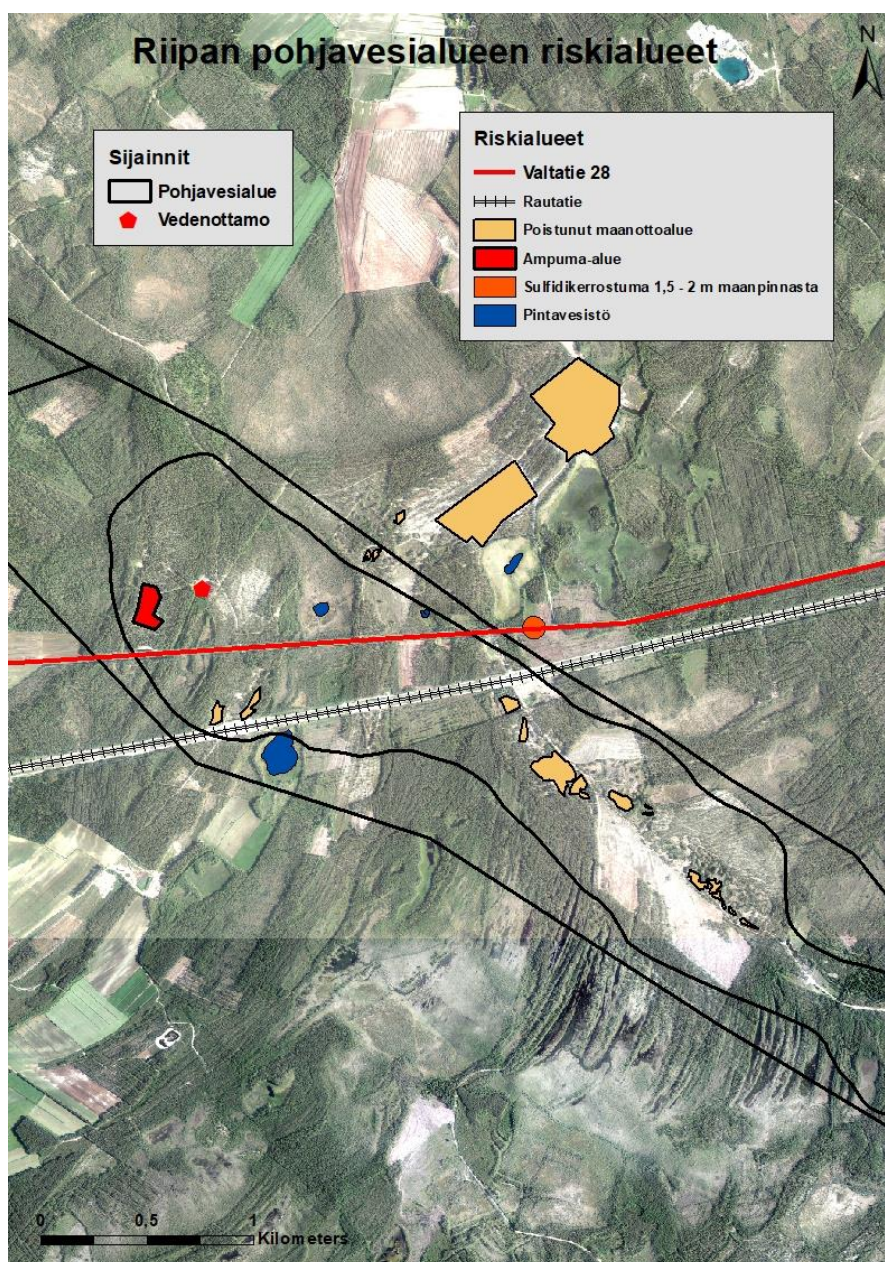 Riipan pohjavesialueen riskialueet
N
Sijainnit
Pohjavesialue
Vedenottamo
Riskialueet
Valtatie 28
Rautatie
Poistunut maanottoalue
Ampuma-alue
Sulfidikerrostuma 1,5 - 2 m maanpinnasta
Pintavesistö
0 0,5 1
Kilometers